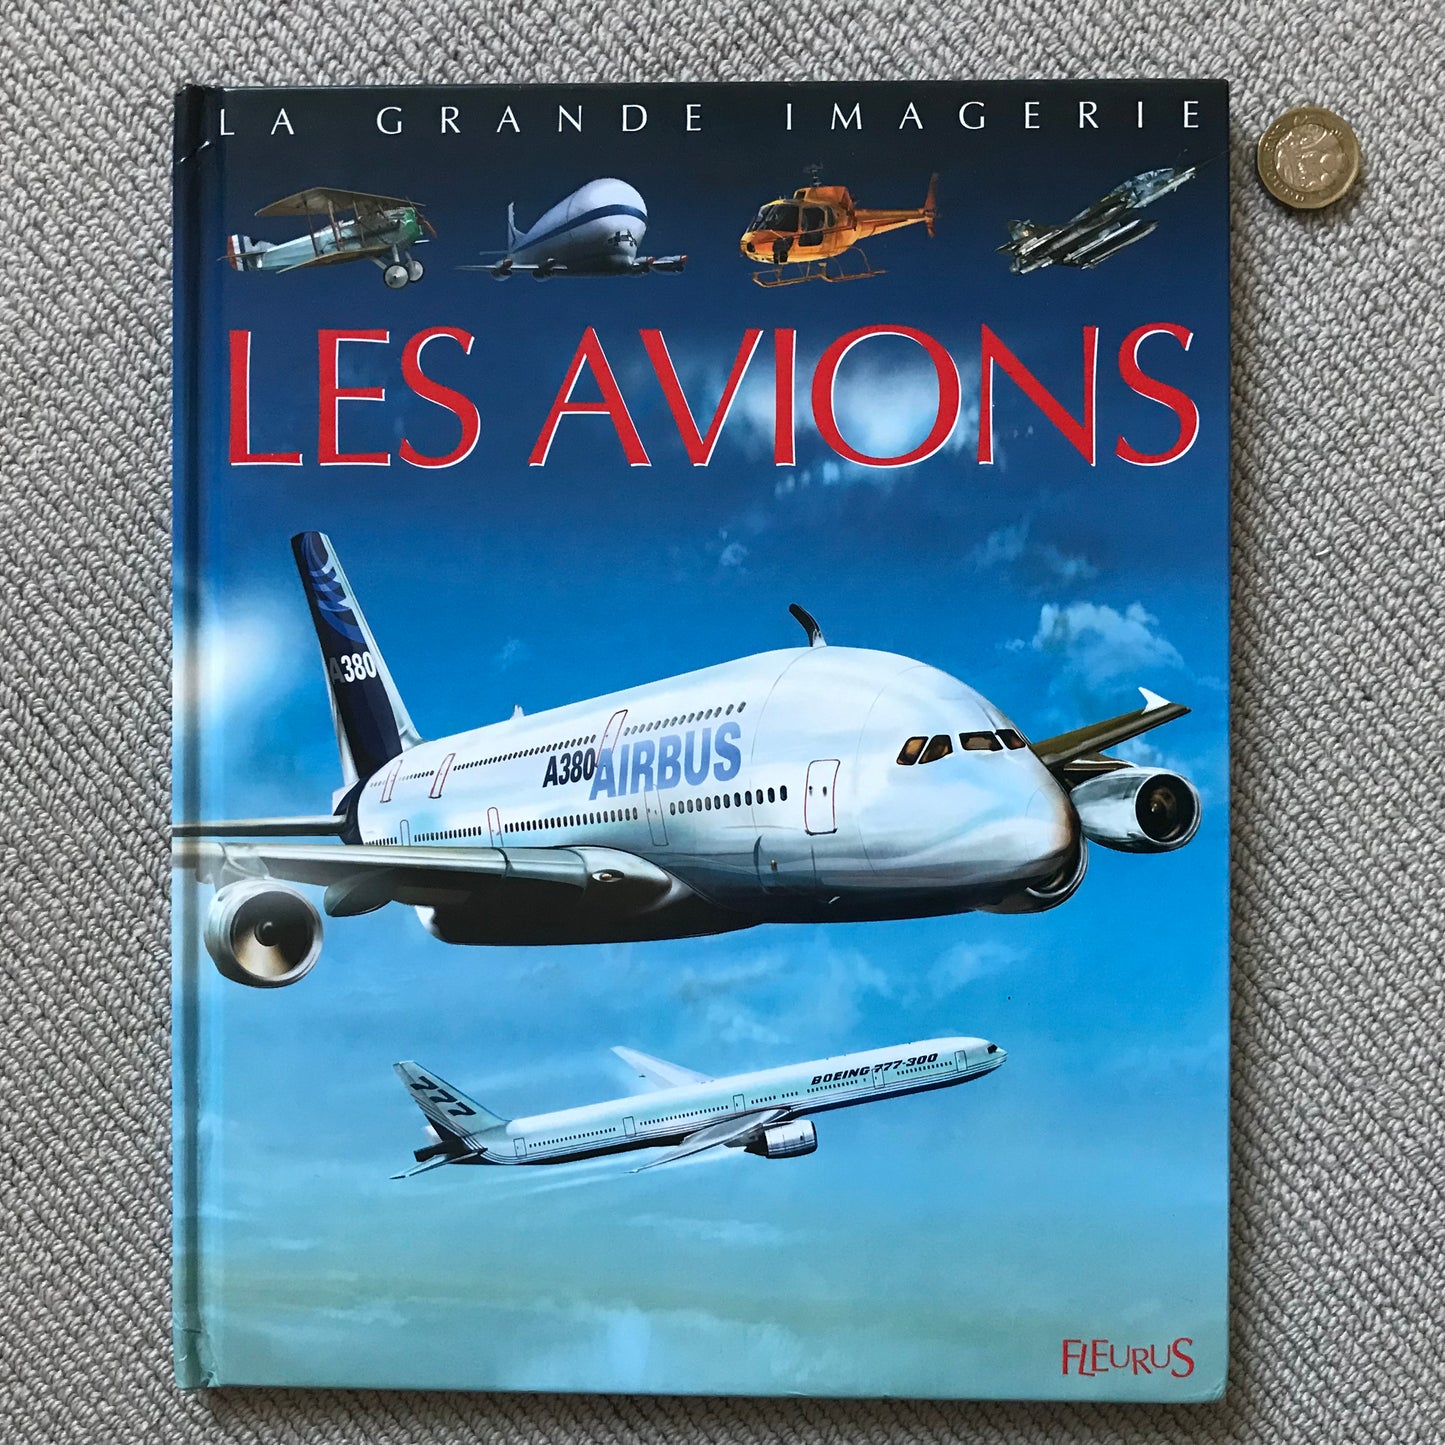 LA GRANDE IMAGERIE
LES AVIONS
A380
A380 AIRBUS
777
BOEING 777-300
FLEURUS